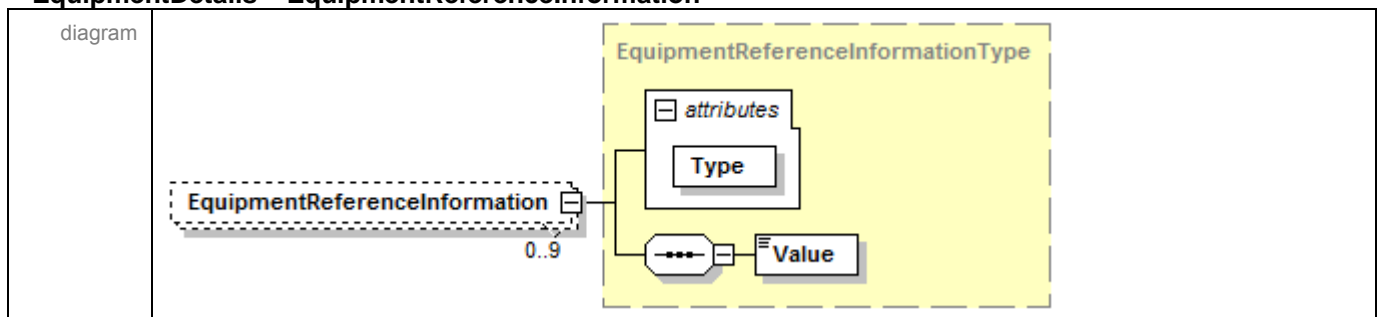 EquipmentDetails EquipmentReferenceInformation
diagram
EquipmentReferenceInformationType
attributes
Type
EquipmentReferenceInformation
0..9
Value